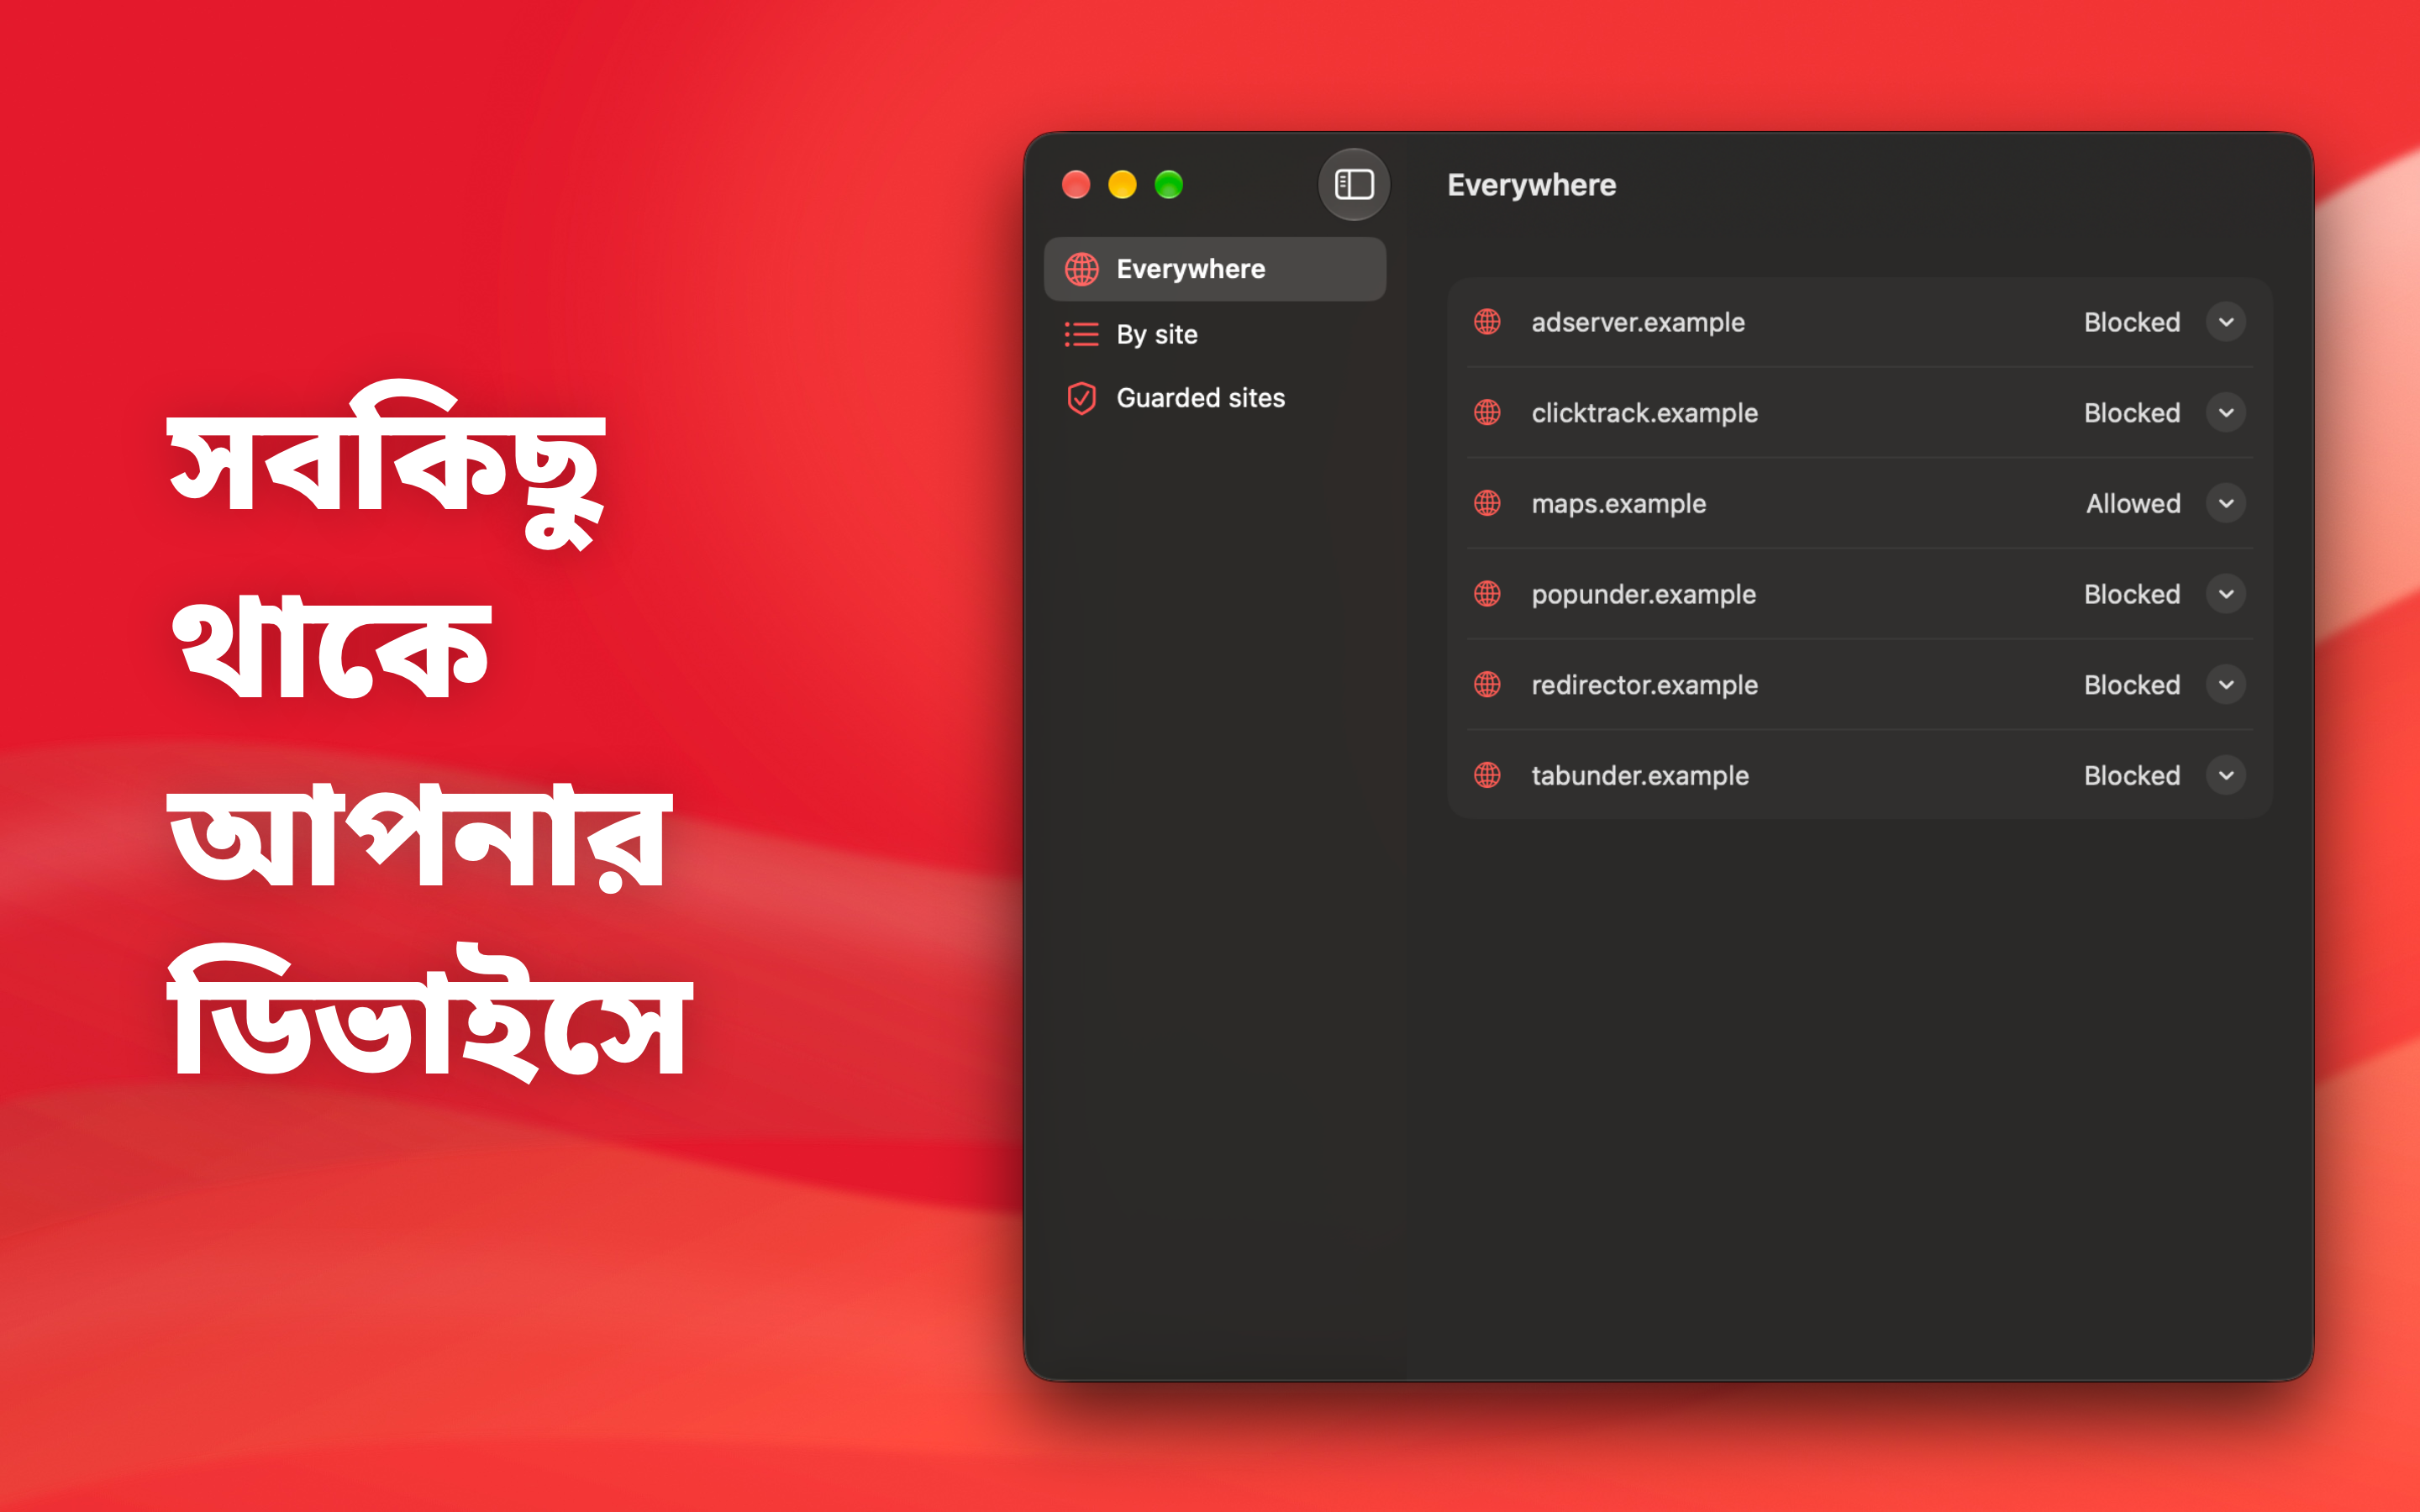 সবকিছু
থাকে
আপনার
ডিভাইসে
Everywhere
By site
Guarded sites
Everywhere
adserver.example Blocked
clicktrack.example Blocked
maps.example Allowed
popunder.example Blocked
redirector.example Blocked
tabunder.example Blocked